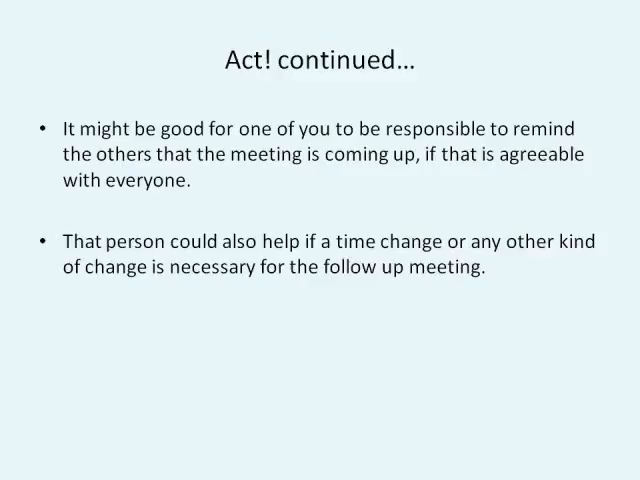 Act! continued…
• It might be good for one of you to be responsible to remind
the others that the meeting is coming up, if that is agreeable
with everyone.
• That person could also help if a time change or any other kind
of change is necessary for the follow up meeting.